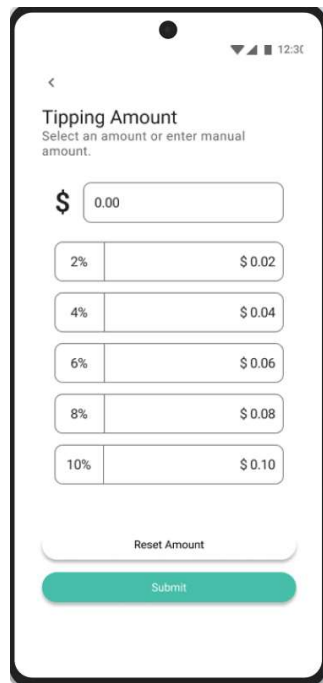 12:30
Tipping Amount
Select an amount or enter manual
amount.
$ 0.00
2% $ 0.02
4% $ 0.04
6% $ 0.06
8% $ 0.08
10% $ 0.10
Reset Amount
Submit